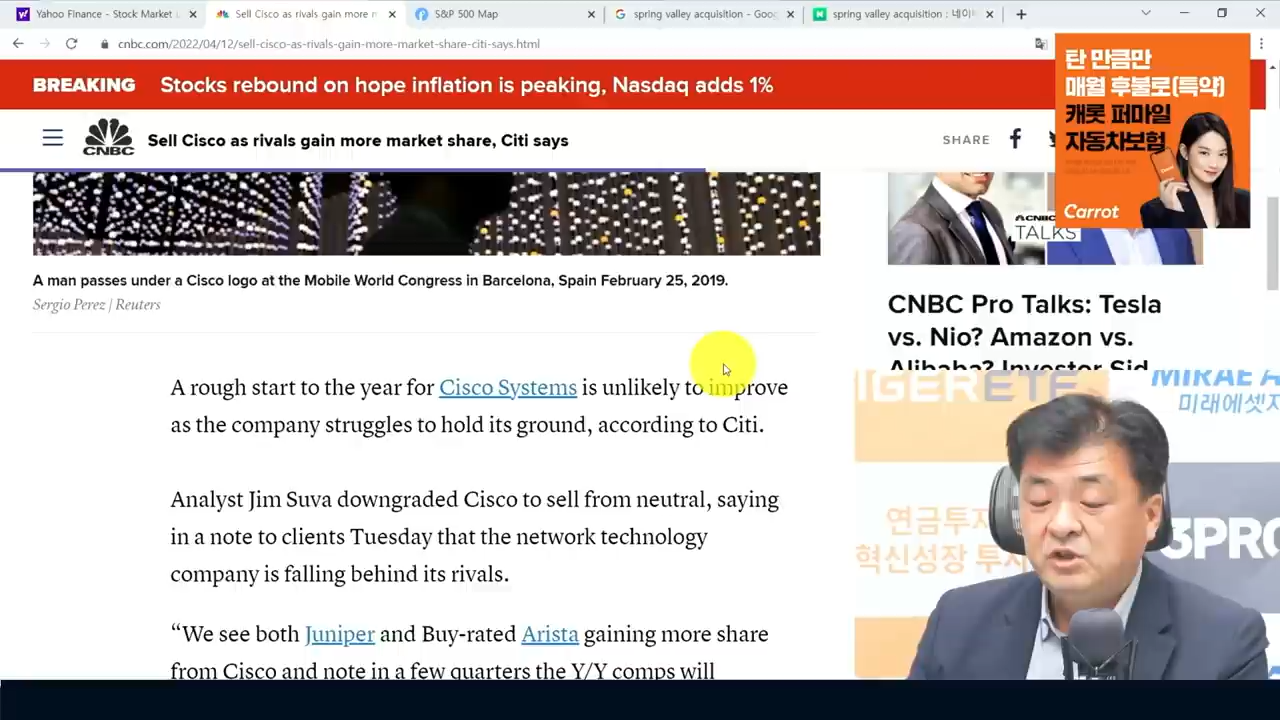 Yahoo Finance - Stock Market L
Sell Cisco as rivals gain more m
S&P 500 Map
spring valley acquisition - Goo
spring valley acquisition : 네이버
cnbc.com/2022/04/12/sell-cisco-as-rivals-gain-more-market-share-citi-says.html
BREAKING Stocks rebound on hope inflation is peaking, Nasdaq adds 1%
CNBC
Sell Cisco as rivals gain more market share, Citi says
SHARE
탄 만큼만
매월 후불로(특약)
캐롯 퍼마일
자동차보험
Carrot
CNBC
TALKS
A man passes under a Cisco logo at the Mobile World Congress in Barcelona, Spain February 25, 2019.
Sergio Perez | Reuters
CNBC Pro Talks: Tesla
vs. Nio? Amazon vs.
Alibaba? Investor Sid
A rough start to the year for Cisco Systems is unlikely to improve
as the company struggles to hold its ground, according to Citi.
Analyst Jim Suva downgraded Cisco to sell from neutral, saying
in a note to clients Tuesday that the network technology
company is falling behind its rivals.
“We see both Juniper and Buy-rated Arista gaining more share
from Cisco and note in a few quarters the Y/Y comps will
IGER ETF
MIRAE A
미래에셋자
연금투자
혁신성장 투자
3PRO